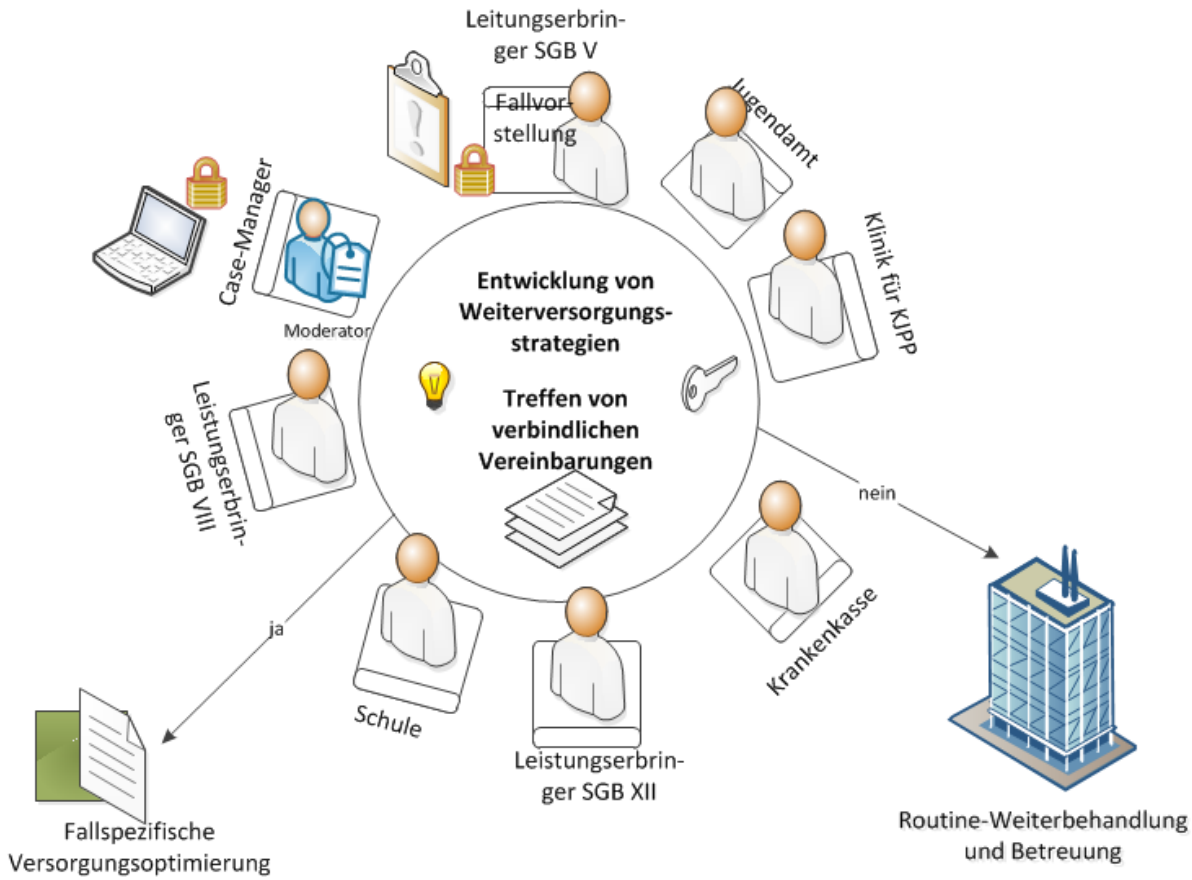 Leitungserbrin-
ger SGB V
Fallvor-
stellung
Jugendamt
Klinik für KJPP
Case-Manager
Moderator
Entwicklung von
Weiterversorgungs-
strategien
Treffen von
verbindlichen
Vereinbarungen
Leistungserbrin-
ger SGB VIII
nein
ja
Krankenkasse
Schule
Leistungserbrin-
ger SGB XII
Fallspezifische
Versorgungsoptimierung
Routine-Weiterbehandlung
und Betreuung